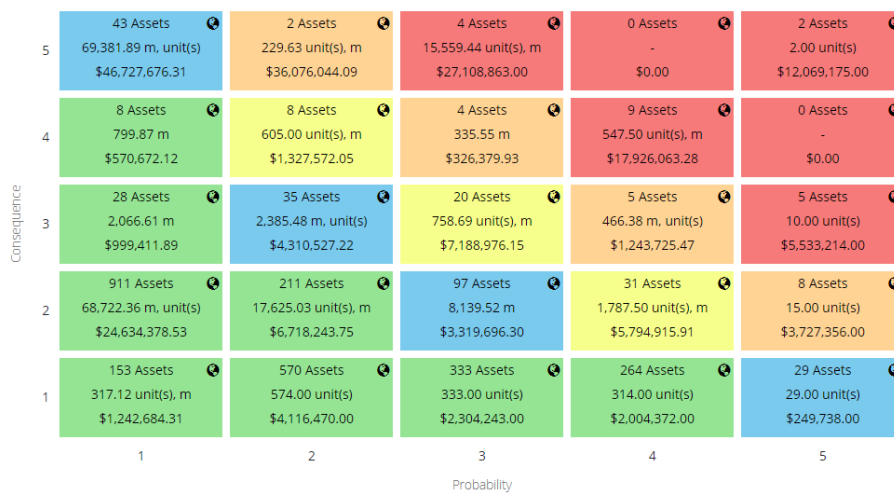 43 Assets
69,381.89 m, unit(s)
$46,727,676.31
2 Assets
229.63 unit(s), m
$36,076,044.09
4 Assets
15,559.44 unit(s), m
$27,108,863.00
0 Assets
-
$0.00
2 Assets
2.00 unit(s)
$12,069,175.00
5
8 Assets
799.87 m
$570,672.12
8 Assets
605.00 unit(s), m
$1,327,572.05
4 Assets
335.55 m
$326,379.93
9 Assets
547.50 unit(s), m
$17,926,063.28
0 Assets
-
$0.00
4
28 Assets
2,066.61 m
$999,411.89
35 Assets
2,385.48 m, unit(s)
$4,310,527.22
20 Assets
758.69 unit(s), m
$7,188,976.15
5 Assets
466.38 m, unit(s)
$1,243,725.47
5 Assets
10.00 unit(s)
$5,533,214.00
3
Consequence
911 Assets
68,722.36 m, unit(s)
$24,634,378.53
211 Assets
17,625.03 unit(s), m
$6,718,243.75
97 Assets
8,139.52 m
$3,319,696.30
31 Assets
1,787.50 unit(s), m
$5,794,915.91
8 Assets
15.00 unit(s)
$3,727,356.00
2
153 Assets
317.12 unit(s), m
$1,242,684.31
570 Assets
574.00 unit(s)
$4,116,470.00
333 Assets
333.00 unit(s)
$2,304,243.00
264 Assets
314.00 unit(s)
$2,004,372.00
29 Assets
29.00 unit(s)
$249,738.00
1
1 2 3 4 5
Probability